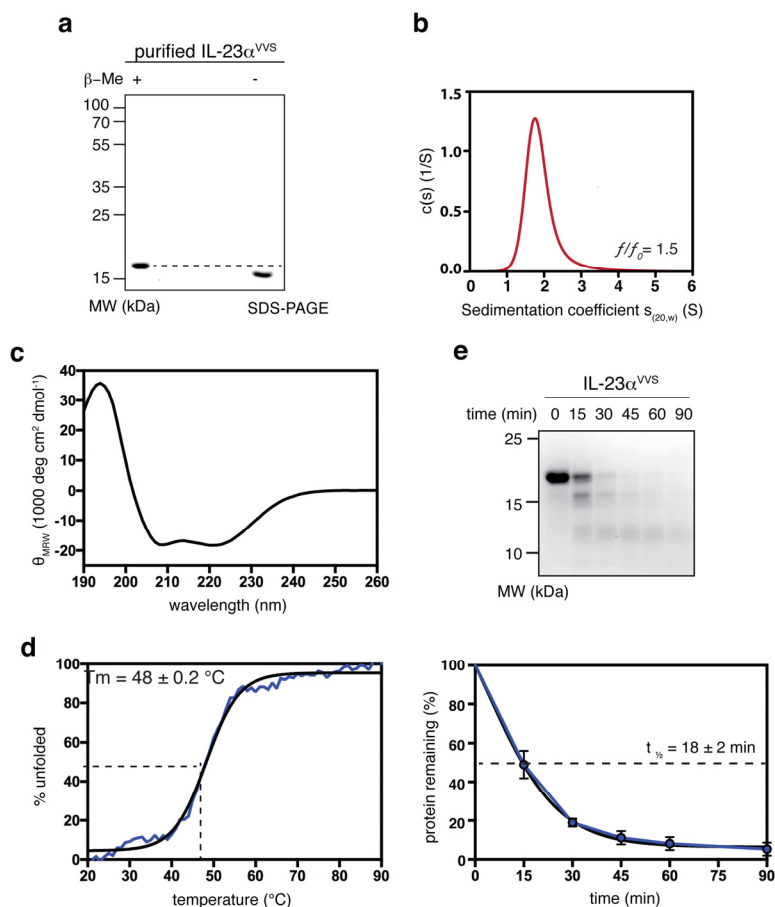 a
purified IL-23αVVS
β–Me + -
100
70
55
35
25
15
MW (kDa) SDS-PAGE
b
1.5
1.0
0.5
0.0
c(s) (1/S)
f/f0= 1.5
0 1 2 3 4 5 6
Sedimentation coefficient s(20,w) (S)
c
40
30
20
10
0
-10
-20
θMRW (1000 deg cm2 dmol-1)
190 200 210 220 230 240 250 260
wavelength (nm)
e
IL-23αVVS
time (min) 0 15 30 45 60 90
25
15
10
MW (kDa)
d
Tm = 48 ± 0.2 °C
100
80
60
40
20
0
% unfolded
20 30 40 50 60 70 80 90
temperature (°C)
100
80
60
40
20
0
protein remaining (%)
t ½ = 18 ± 2 min
0 15 30 45 60 75 90
time (min)